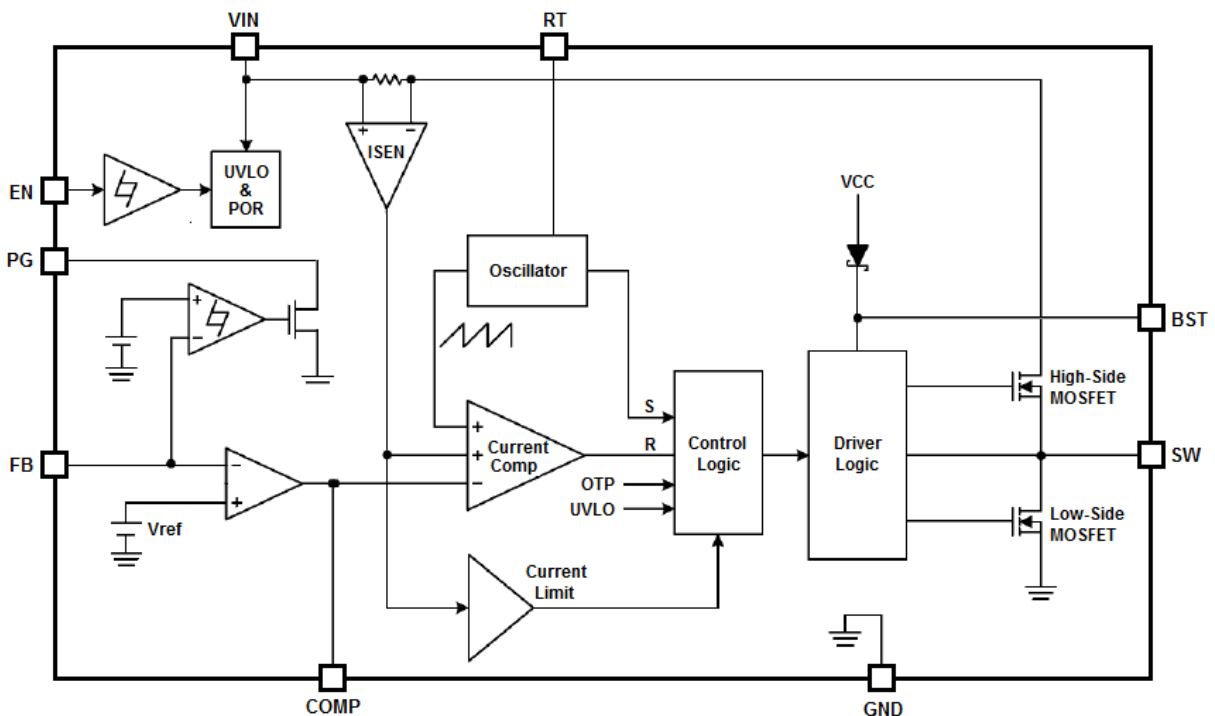 VIN
RT
+ −
ISEN
EN
UVLO
&
POR
VCC
PG
Oscillator
+
−
BST
High-Side
MOSFET
S
+
Current
Comp
+
−
R
Control
Logic
Driver
Logic
FB
−
+
SW
OTP
UVLO
Vref
Low-Side
MOSFET
Current
Limit
COMP
GND